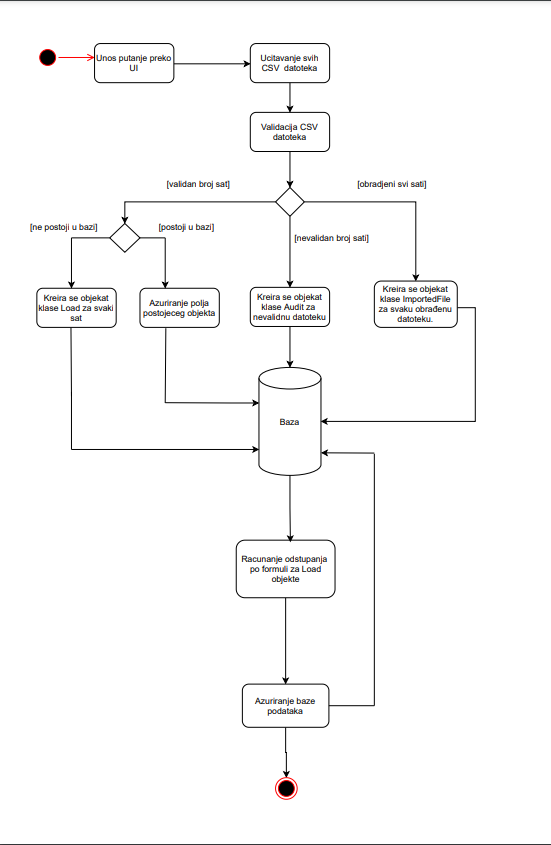 Unos putanje preko
UI
Ucitavanje svih
CSV datoteka
Validacija CSV
datoteka
[validan broj sat]
[obradjeni svi sati]
[ne postoji u bazi]
[postoji u bazi]
[nevalidan broj sati]
Kreira se objekat
klase Load za svaki
sat
Azuriranje polja
postojeceg objekta
Kreira se objekat
klase Audit za
nevalidnu datoteku
Kreira se objekat
klase ImportedFile
za svaku obrađenu
datoteku.
Baza
Racunanje odstupanja
po formuli za Load
objekte
Azuriranje baze
podataka